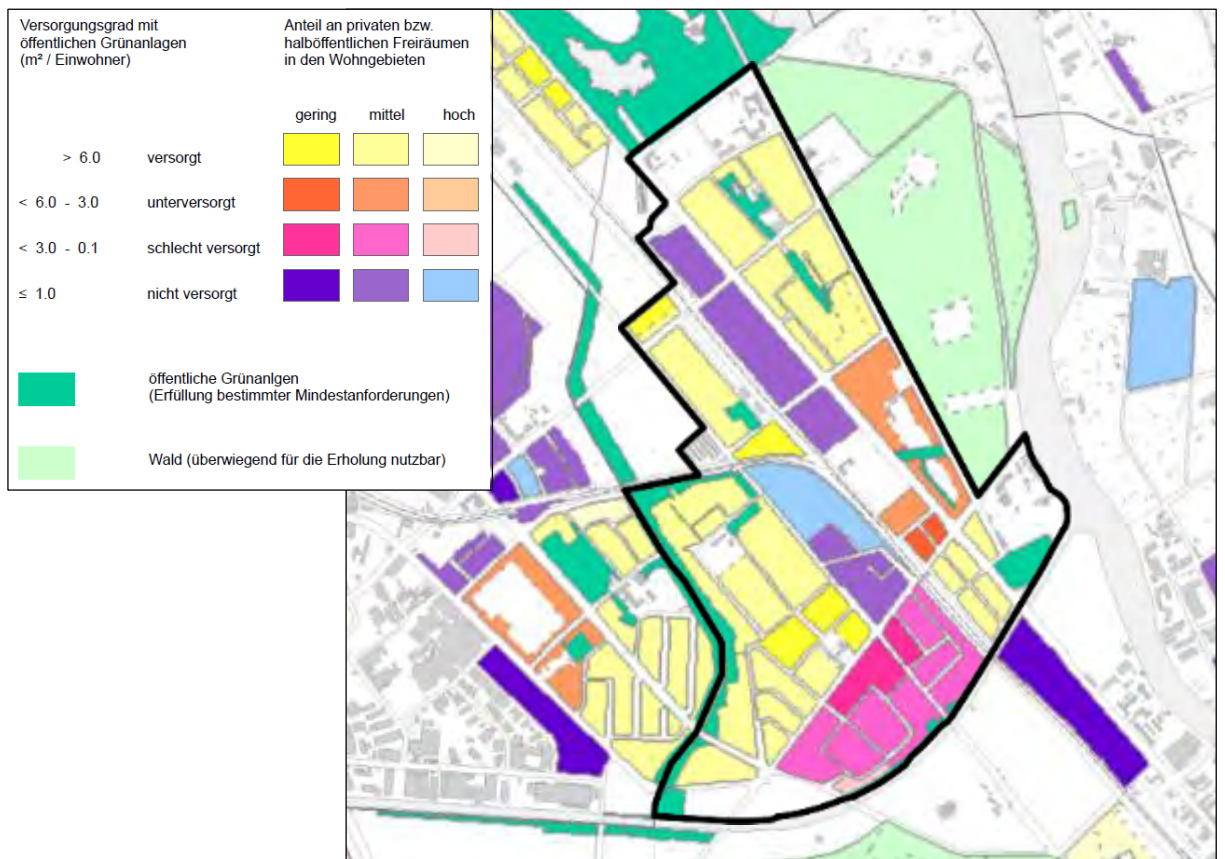 Versorgungsgrad mit
öffentlichen Grünanlagen
(m² / Einwohner)
Anteil an privaten bzw.
halböffentlichen Freiräumen
in den Wohngebieten
gering mittel hoch
> 6.0 versorgt
< 6.0 - 3.0 unterversorgt
< 3.0 - 0.1 schlecht versorgt
≤ 1.0 nicht versorgt
öffentliche Grünanlgen
(Erfüllung bestimmter Mindestanforderungen)
Wald (überwiegend für die Erholung nutzbar)